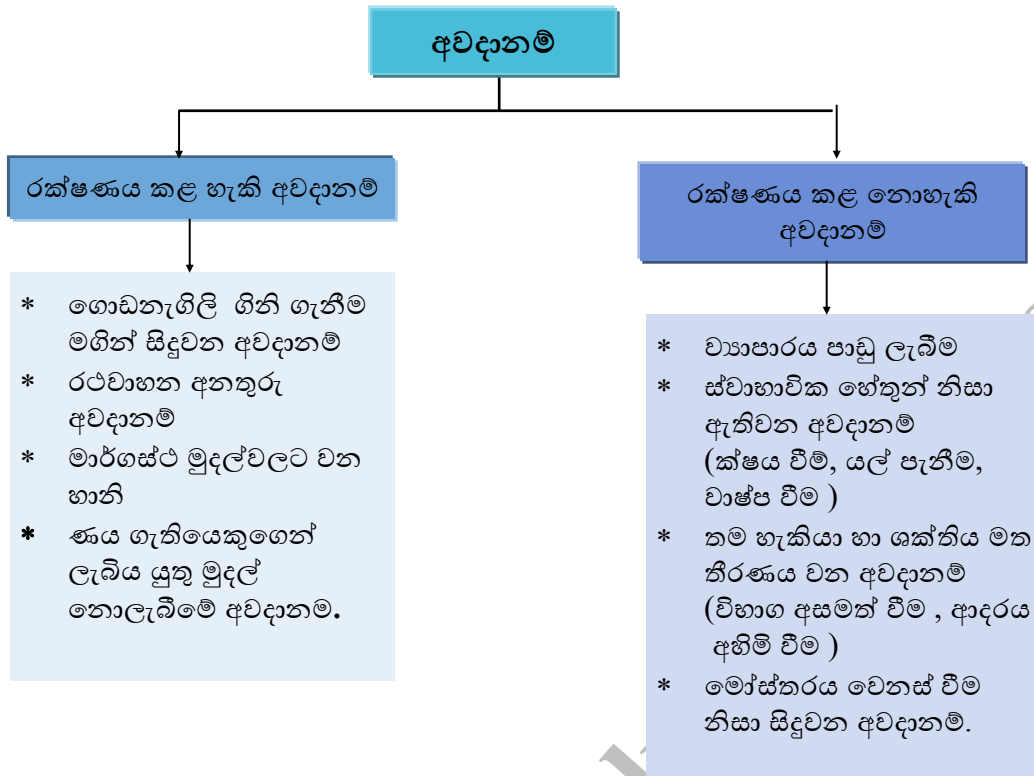 අවදානම්
රක්ෂණය කළ හැකි අවදානම්
* ගොඩනැගිලි ගිනි ගැනීම
මගින් සිදුවන අවදානම්
* රථවාහන අනතුරු
අවදානම්
* මාර්ගස්ථ මුදල්වලට වන
හානි
* ණය ගැතියෙකුගෙන්
ලැබිය යුතු මුදල්
නොලැබීමේ අවදානම.
රක්ෂණය කළ නොහැකි
අවදානම්
* ව්‍යාපාරය පාඩු ලැබීම
* ස්වාභාවික හේතුන් නිසා
ඇතිවන අවදානම්
(ක්ෂය වීම්, යල් පැනීම,
වාෂ්ප වීම )
* තම හැකියා හා ශක්තිය මත
තීරණය වන අවදානම්
(විභාග අසමත් වීම , ආදරය
අහිමි වීම )
* මෝස්තරය වෙනස් වීම
නිසා සිදුවන අවදානම්.